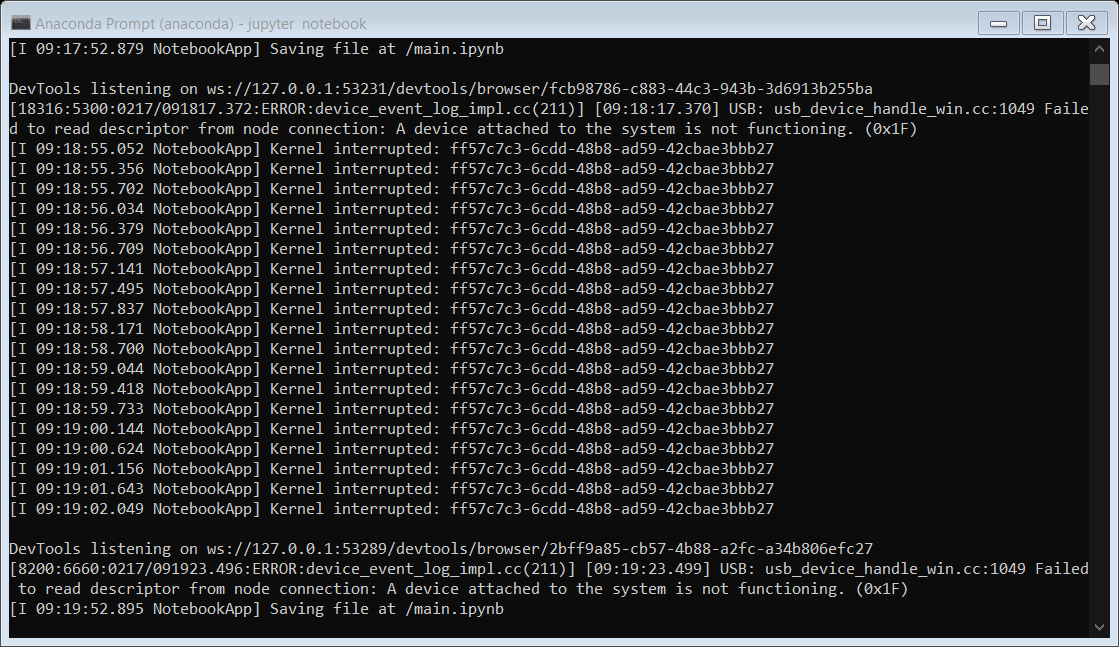 Anaconda Prompt (anaconda) - jupyter  notebook
[I 09:17:52.879 NotebookApp] Saving file at /main.ipynb
DevTools listening on ws://127.0.0.1:53231/devtools/browser/fcb98786-c883-44c3-943b-3d6913b255ba
[18316:5300:0217/091817.372:ERROR:device_event_log_impl.cc(211)] [09:18:17.370] USB: usb_device_handle_win.cc:1049 Faile
d to read descriptor from node connection: A device attached to the system is not functioning. (0x1F)
[I 09:18:55.052 NotebookApp] Kernel interrupted: ff57c7c3-6cdd-48b8-ad59-42cbae3bbb27
[I 09:18:55.356 NotebookApp] Kernel interrupted: ff57c7c3-6cdd-48b8-ad59-42cbae3bbb27
[I 09:18:55.702 NotebookApp] Kernel interrupted: ff57c7c3-6cdd-48b8-ad59-42cbae3bbb27
[I 09:18:56.034 NotebookApp] Kernel interrupted: ff57c7c3-6cdd-48b8-ad59-42cbae3bbb27
[I 09:18:56.379 NotebookApp] Kernel interrupted: ff57c7c3-6cdd-48b8-ad59-42cbae3bbb27
[I 09:18:56.709 NotebookApp] Kernel interrupted: ff57c7c3-6cdd-48b8-ad59-42cbae3bbb27
[I 09:18:57.141 NotebookApp] Kernel interrupted: ff57c7c3-6cdd-48b8-ad59-42cbae3bbb27
[I 09:18:57.495 NotebookApp] Kernel interrupted: ff57c7c3-6cdd-48b8-ad59-42cbae3bbb27
[I 09:18:57.837 NotebookApp] Kernel interrupted: ff57c7c3-6cdd-48b8-ad59-42cbae3bbb27
[I 09:18:58.171 NotebookApp] Kernel interrupted: ff57c7c3-6cdd-48b8-ad59-42cbae3bbb27
[I 09:18:58.700 NotebookApp] Kernel interrupted: ff57c7c3-6cdd-48b8-ad59-42cbae3bbb27
[I 09:18:59.044 NotebookApp] Kernel interrupted: ff57c7c3-6cdd-48b8-ad59-42cbae3bbb27
[I 09:18:59.418 NotebookApp] Kernel interrupted: ff57c7c3-6cdd-48b8-ad59-42cbae3bbb27
[I 09:18:59.733 NotebookApp] Kernel interrupted: ff57c7c3-6cdd-48b8-ad59-42cbae3bbb27
[I 09:19:00.144 NotebookApp] Kernel interrupted: ff57c7c3-6cdd-48b8-ad59-42cbae3bbb27
[I 09:19:00.624 NotebookApp] Kernel interrupted: ff57c7c3-6cdd-48b8-ad59-42cbae3bbb27
[I 09:19:01.156 NotebookApp] Kernel interrupted: ff57c7c3-6cdd-48b8-ad59-42cbae3bbb27
[I 09:19:01.643 NotebookApp] Kernel interrupted: ff57c7c3-6cdd-48b8-ad59-42cbae3bbb27
[I 09:19:02.049 NotebookApp] Kernel interrupted: ff57c7c3-6cdd-48b8-ad59-42cbae3bbb27
DevTools listening on ws://127.0.0.1:53289/devtools/browser/2bff9a85-cb57-4b88-a2fc-a34b806efc27
[8200:6660:0217/091923.496:ERROR:device_event_log_impl.cc(211)] [09:19:23.499] USB: usb_device_handle_win.cc:1049 Failed
 to read descriptor from node connection: A device attached to the system is not functioning. (0x1F)
[I 09:19:52.895 NotebookApp] Saving file at /main.ipynb